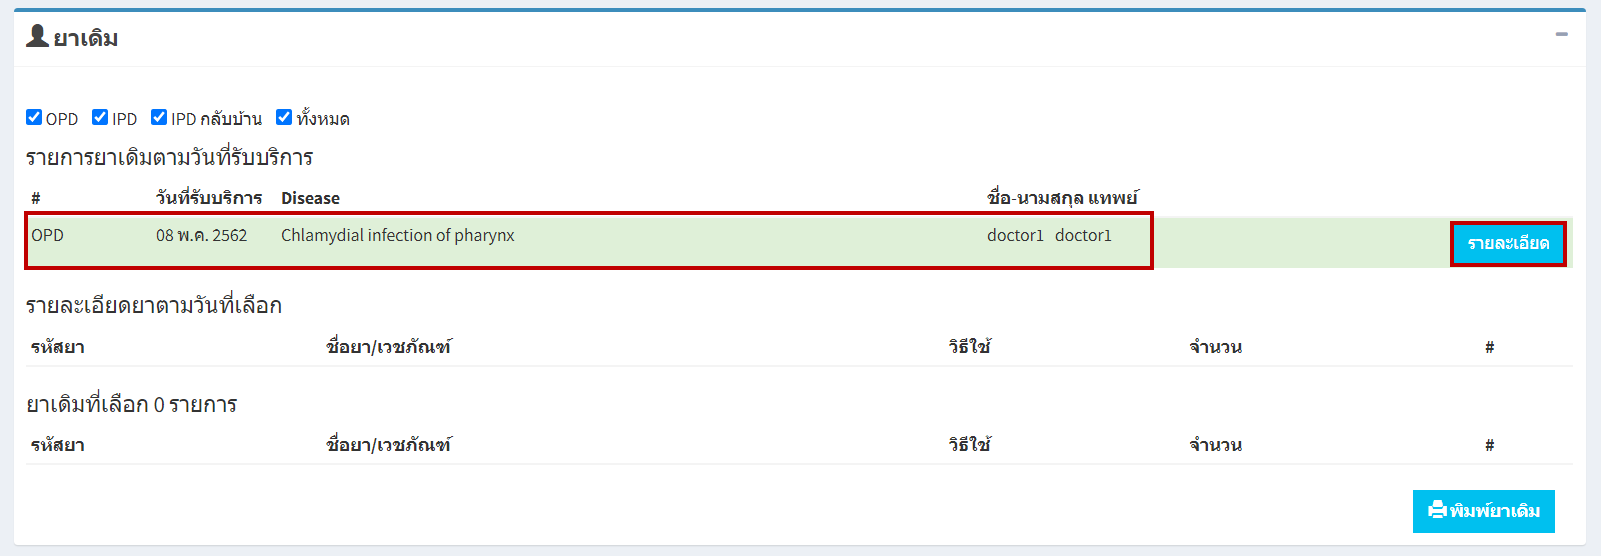 ยาเดิม
OPD IPD IPD กลับบ้าน ทั้งหมด
รายการยาเดิมตามวันที่รับบริการ
# วันที่รับบริการ Disease ชื่อ-นามสกุล แทพย์
OPD 08 พ.ค. 2562 Chlamydial infection of pharynx doctor1 doctor1 รายละเอียด
รายละเอียดยาตามวันที่เลือก
รหัสยา ชื่อยา/เวชภัณฑ์ วิธีใช้ จำนวน #
ยาเดิมที่เลือก 0 รายการ
รหัสยา ชื่อยา/เวชภัณฑ์ วิธีใช้ จำนวน #
พิมพ์ยาเดิม